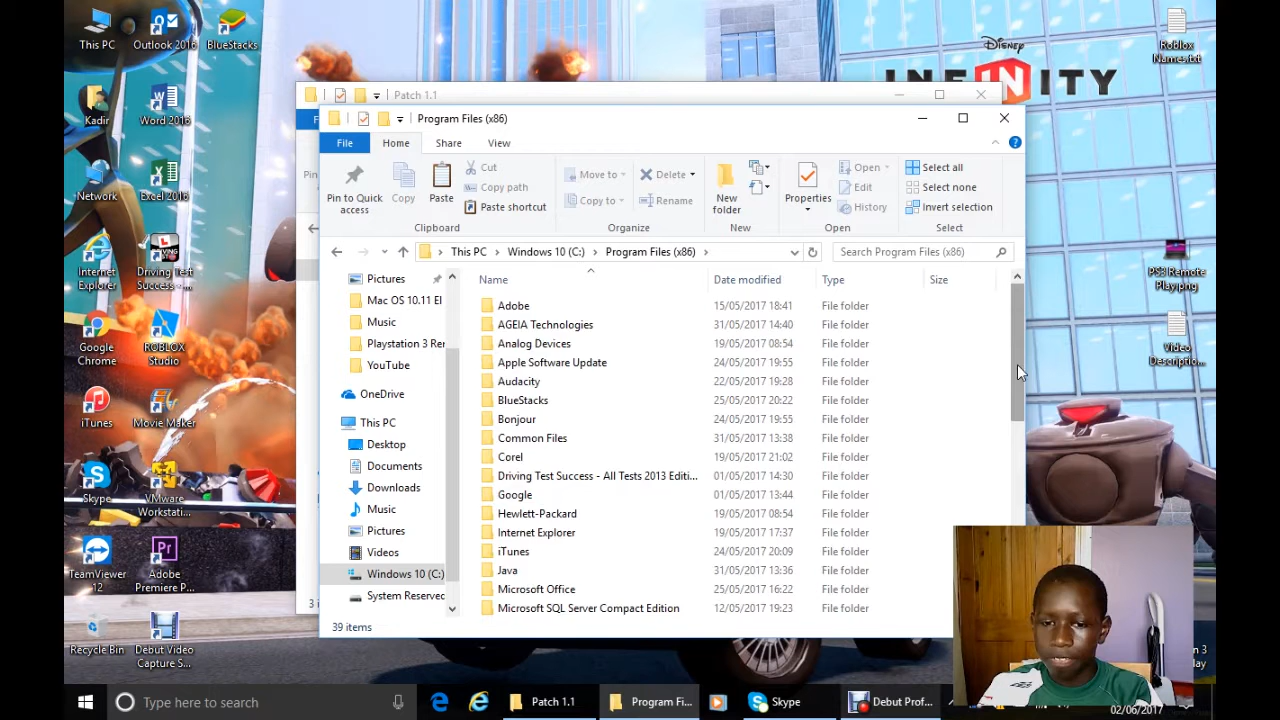 This PC
Outlook 2016
BlueStacks
Kadir
Word 2016
Network
Excel 2016
Internet Explorer
Driving Test Success - ...
Google Chrome
ROBLOX Studio
iTunes
Movie Maker
Skype
VMware Workstati...
TeamViewer 12
Adobe Premiere P...
Recycle Bin
Debut Video Capture S...
DISNEY
INFINITY
Roblox Names.txt
PS3 Remote Play.png
Video Descriptio...
Patch 1.1
Program Files (x86)
File
Home
Share
View
Pin to Quick access
Copy
Paste
Cut
Copy path
Paste shortcut
Clipboard
Move to
Copy to
Delete
Rename
Organize
New folder
New
Properties
Open
Edit
History
Open
Select all
Select none
Invert selection
Select
This PC > Windows 10 (C:) > Program Files (x86) >
Search Program Files (x86)
Pictures
Mac OS 10.11 El
Music
Playstation 3 Rer
YouTube
OneDrive
This PC
Desktop
Documents
Downloads
Music
Pictures
Videos
Windows 10 (C:)
System Reserved
Name Date modified Type Size
Adobe 15/05/2017 18:41 File folder
AGEIA Technologies 31/05/2017 14:40 File folder
Analog Devices 19/05/2017 08:54 File folder
Apple Software Update 24/05/2017 19:55 File folder
Audacity 22/05/2017 19:28 File folder
BlueStacks 25/05/2017 20:22 File folder
Bonjour 24/05/2017 19:55 File folder
Common Files 31/05/2017 13:38 File folder
Corel 19/05/2017 21:02 File folder
Driving Test Success - All Tests 2013 Editi... 01/05/2017 14:30 File folder
Google 01/05/2017 13:44 File folder
Hewlett-Packard 19/05/2017 08:54 File folder
Internet Explorer 19/05/2017 17:37 File folder
iTunes 24/05/2017 20:09 File folder
Java 31/05/2017 13:36 File folder
Microsoft Office 25/05/2017 16:22 File folder
Microsoft SQL Server Compact Edition 12/05/2017 19:23 File folder
39 items
Type here to search
Patch 1.1
Program Fi...
Skype
Debut Prof...
02/06/2017